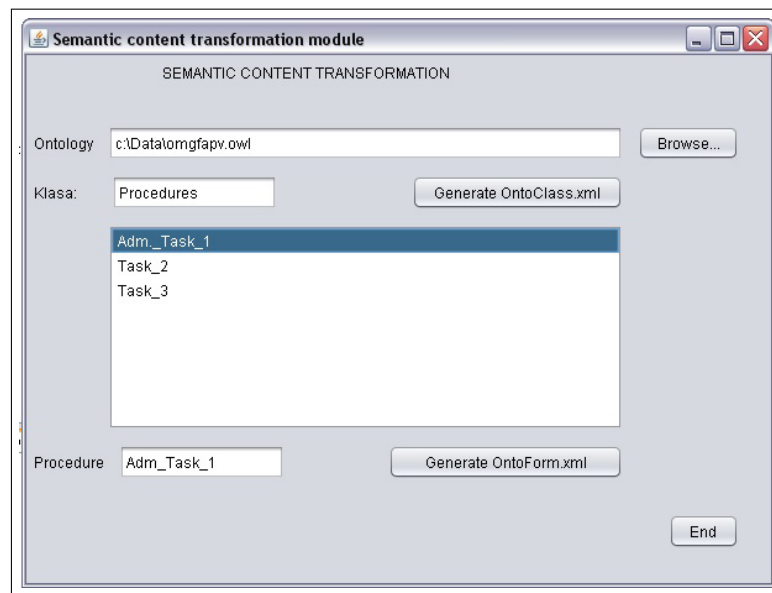 Semantic content transformation module
SEMANTIC CONTENT TRANSFORMATION
Ontology c:\Data\omgfapv.owl Browse...
Klasa: Procedures Generate OntoClass.xml
Adm._Task_1
Task_2
Task_3
Procedure Adm_Task_1 Generate OntoForm.xml
End